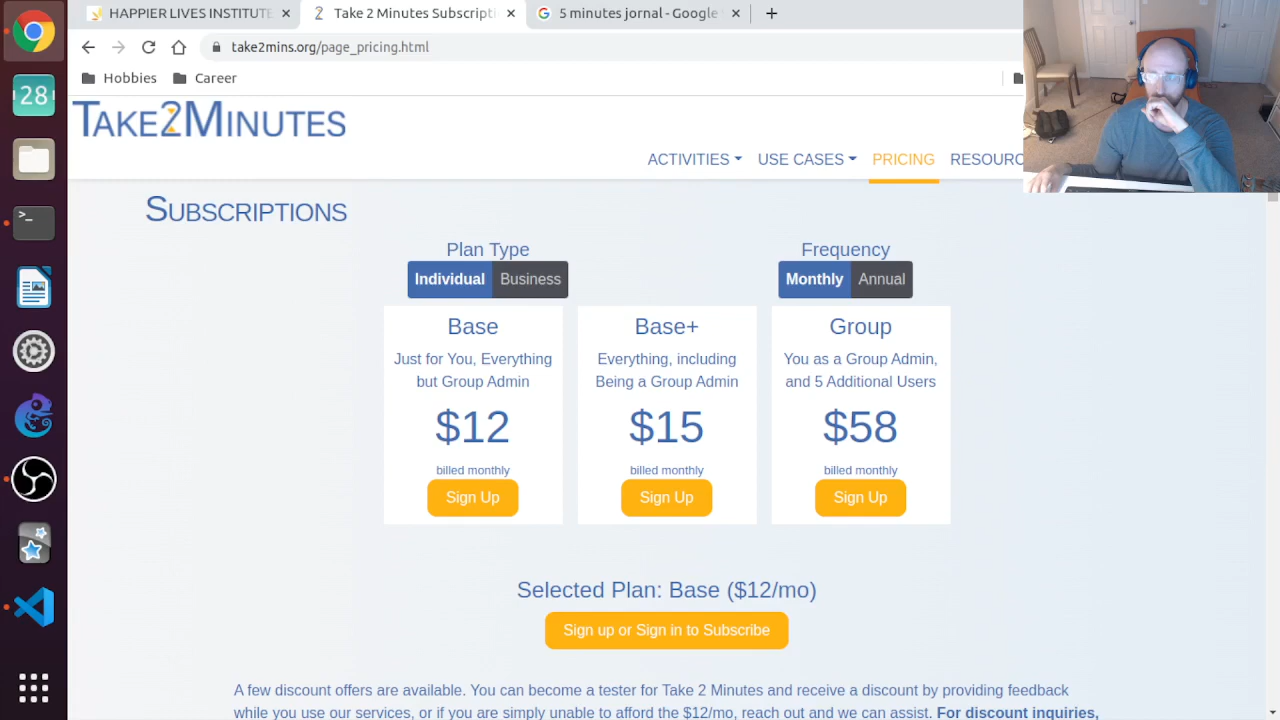 HAPPIER LIVES INSTITUTE
Take 2 Minutes Subscripti
5 minutes jornal - Google
take2mins.org/page_pricing.html
Hobbies
Career
28
TAKE2MINUTES
ACTIVITIES
USE CASES
PRICING
RESOURC
SUBSCRIPTIONS
Plan Type
Frequency
Individual
Business
Monthly
Annual
Base
Just for You, Everything
but Group Admin
$12
billed monthly
Sign Up
Base+
Everything, including
Being a Group Admin
$15
billed monthly
Sign Up
Group
You as a Group Admin,
and 5 Additional Users
$58
billed monthly
Sign Up
Selected Plan: Base ($12/mo)
Sign up or Sign in to Subscribe
A few discount offers are available. You can become a tester for Take 2 Minutes and receive a discount by providing feedback
while you use our services, or if you are simply unable to afford the $12/mo, reach out and we can assist. For discount inquiries,